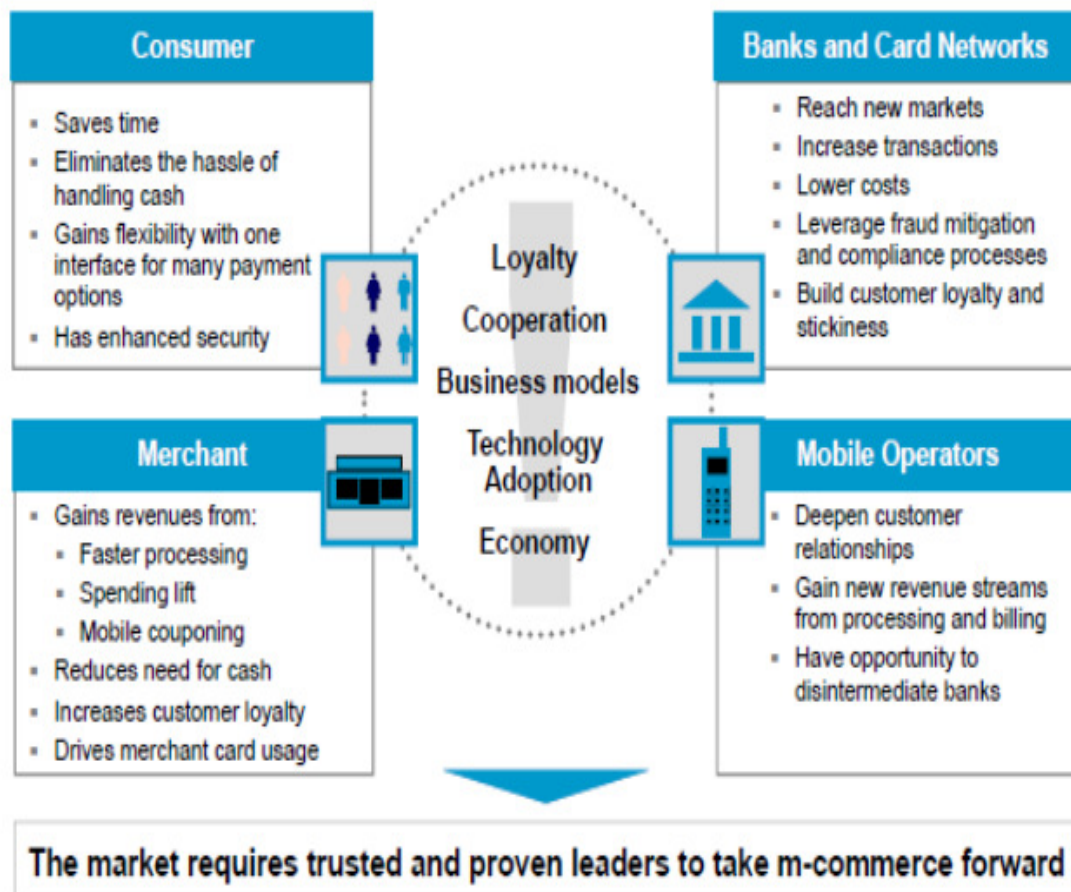 Consumer
▪ Saves time
▪ Eliminates the hassle of
handling cash
▪ Gains flexibility with one
interface for many payment
options
▪ Has enhanced security
Banks and Card Networks
▪ Reach new markets
▪ Increase transactions
▪ Lower costs
▪ Leverage fraud mitigation
and compliance processes
▪ Build customer loyalty and
stickiness
Loyalty
Cooperation
Business models
Technology
Adoption
Economy
Merchant
▪ Gains revenues from:
▪ Faster processing
▪ Spending lift
▪ Mobile couponing
▪ Reduces need for cash
▪ Increases customer loyalty
▪ Drives merchant card usage
Mobile Operators
▪ Deepen customer
relationships
▪ Gain new revenue streams
from processing and billing
▪ Have opportunity to
disintermediate banks
The market requires trusted and proven leaders to take m-commerce forward